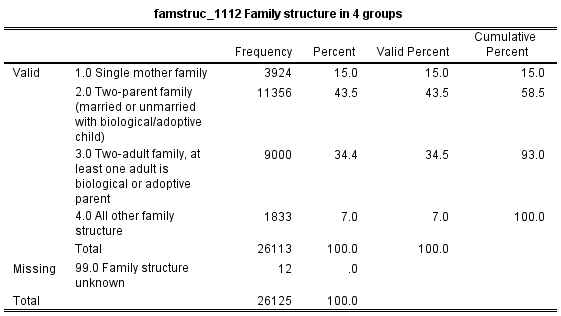 famstruc_1112 Family structure in 4 groups
Frequency Percent Valid Percent Cumulative Percent
Valid 1.0 Single mother family 3924 15.0 15.0 15.0
2.0 Two-parent family 11356 43.5 43.5 58.5
(married or unmarried
with biological/adoptive
child)
3.0 Two-adult family, at 9000 34.4 34.5 93.0
least one adult is
biological or adoptive
parent
4.0 All other family 1833 7.0 7.0 100.0
structure
Total 26113 100.0 100.0
Missing 99.0 Family structure 12 .0
unknown
Total 26125 100.0